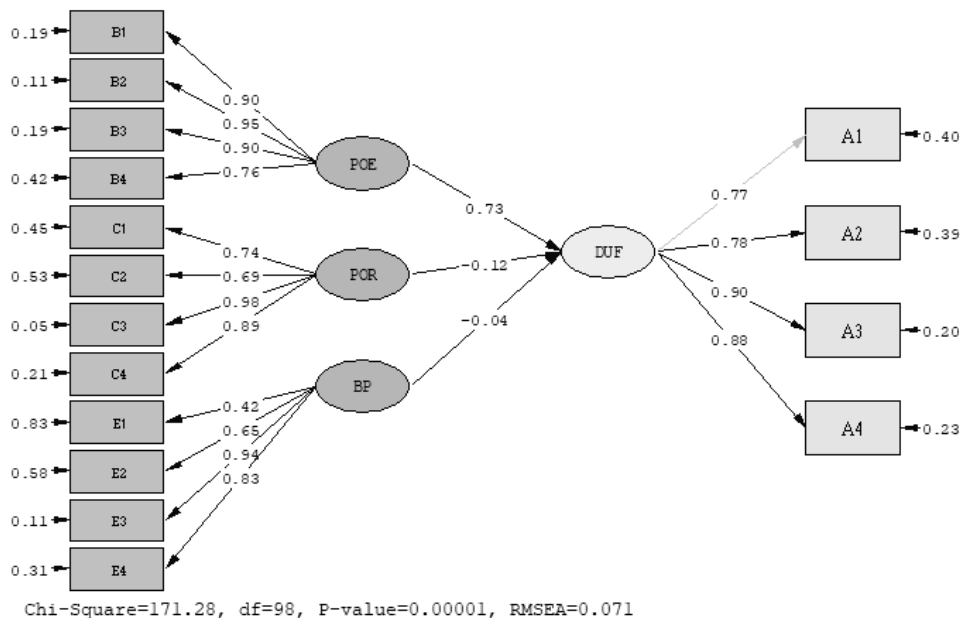 0.19 B1
0.11 B2
0.90
0.95
0.19 B3
0.90
A1 0.40
0.42 B4
0.76
POE
0.77
0.73
0.45 C1
0.78 A2 0.39
0.74
DUF
0.53 C2
0.69
POR
-0.12
0.90
0.98
0.05 C3
0.89
-0.04
A3 0.20
0.88
0.21 C4
BP
0.83 E1
0.42
0.65
A4 0.23
0.94
0.58 E2
0.83
0.11 E3
0.31 E4
Chi-Square=171.28, df=98, P-value=0.00001, RMSEA=0.071